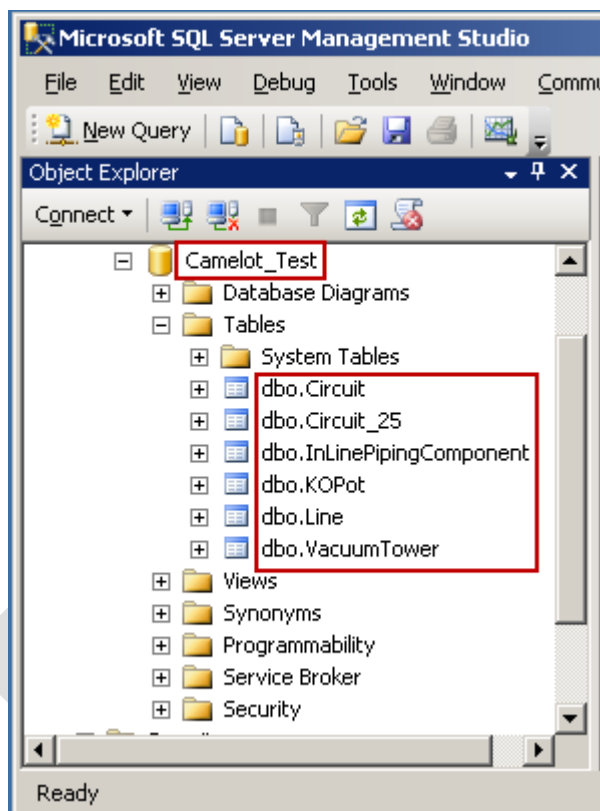 Microsoft SQL Server Management Studio
File Edit View Debug Tools Window Commu
New Query
Object Explorer
Connect
Camelot_Test
Database Diagrams
Tables
System Tables
dbo.Circuit
dbo.Circuit_25
dbo.InLinePipingComponent
dbo.KOPot
dbo.Line
dbo.VacuumTower
Views
Synonyms
Programmability
Service Broker
Security
Ready